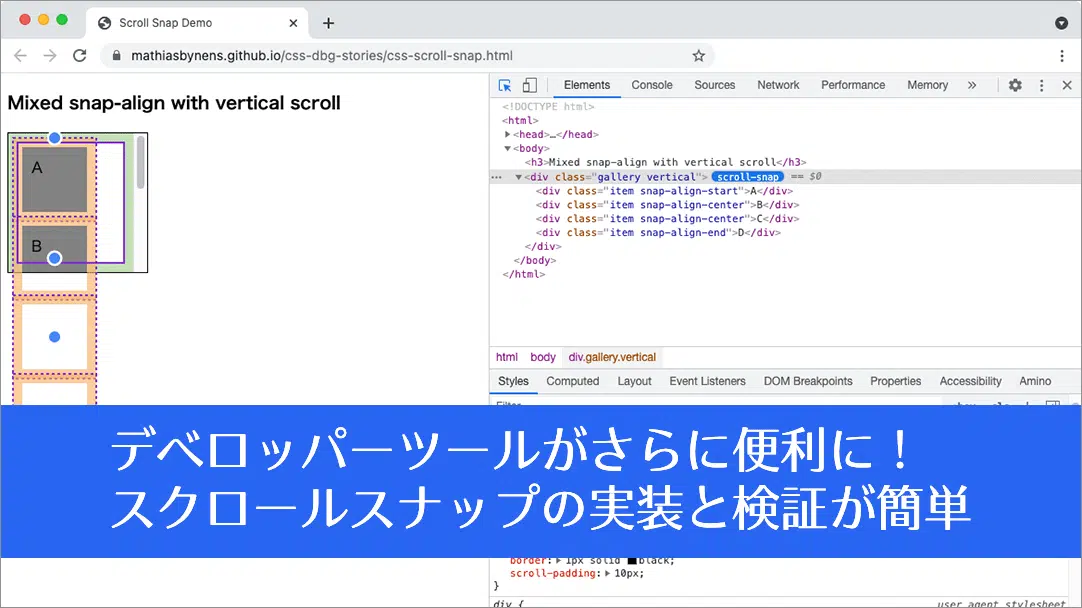 Scroll Snap Demo
mathiasbynens.github.io/css-dbg-stories/css-scroll-snap.html
Mixed snap-align with vertical scroll
A
B
Elements Console Sources Network Performance Memory »
<!DOCTYPE html>
<html>
<head>…</head>
<body>
<h3>Mixed snap-align with vertical scroll</h3>
<div class="gallery vertical"> scroll-snap == $0
<div class="item snap-align-start">A</div>
<div class="item snap-align-center">B</div>
<div class="item snap-align-center">C</div>
<div class="item snap-align-end">D</div>
</div>
</body>
</html>
html body div.gallery.vertical
Styles Computed Layout Event Listeners DOM Breakpoints Properties Accessibility Amino
デベロッパーツールがさらに便利に！
スクロールスナップの実装と検証が簡単
border: 1px solid black;
scroll-padding: 10px;
}
div { user agent stylesheet